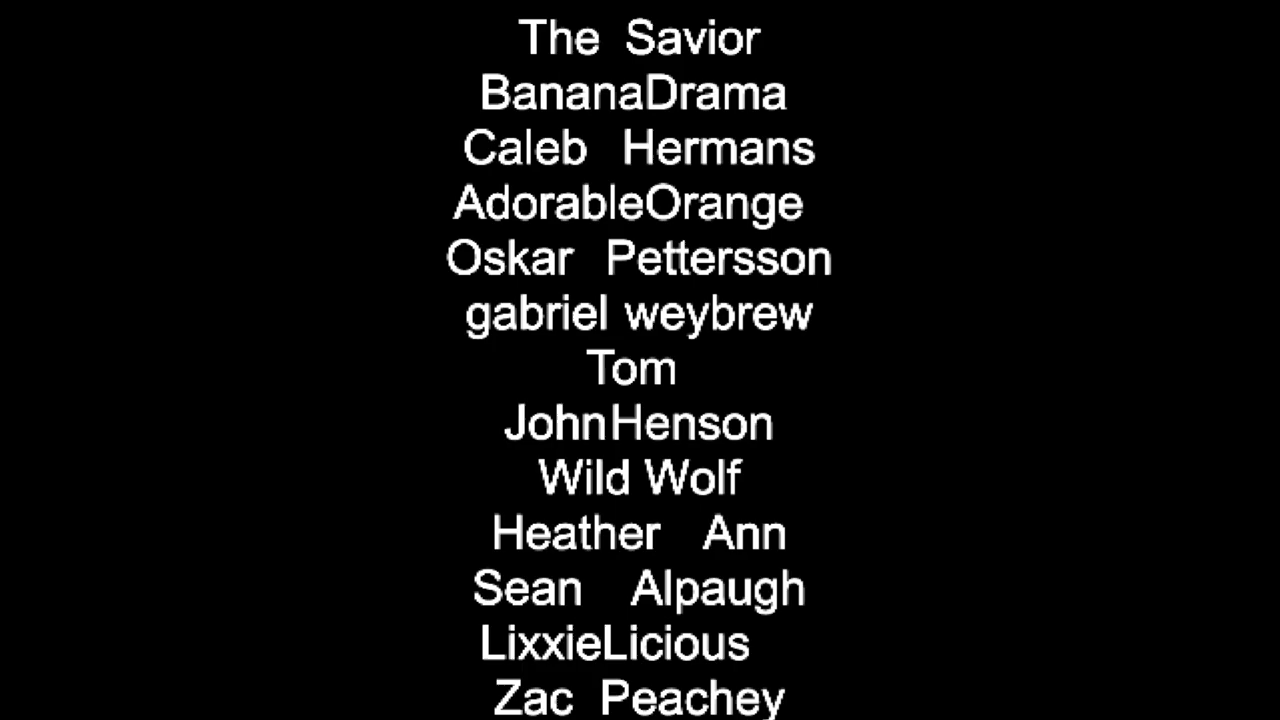 The Savior
BananaDrama
Caleb Hermans
AdorableOrange
Oskar Pettersson
gabriel weybrew
Tom
JohnHenson
Wild Wolf
Heather Ann
Sean Alpaugh
LixxieLicious
Zac Peachey